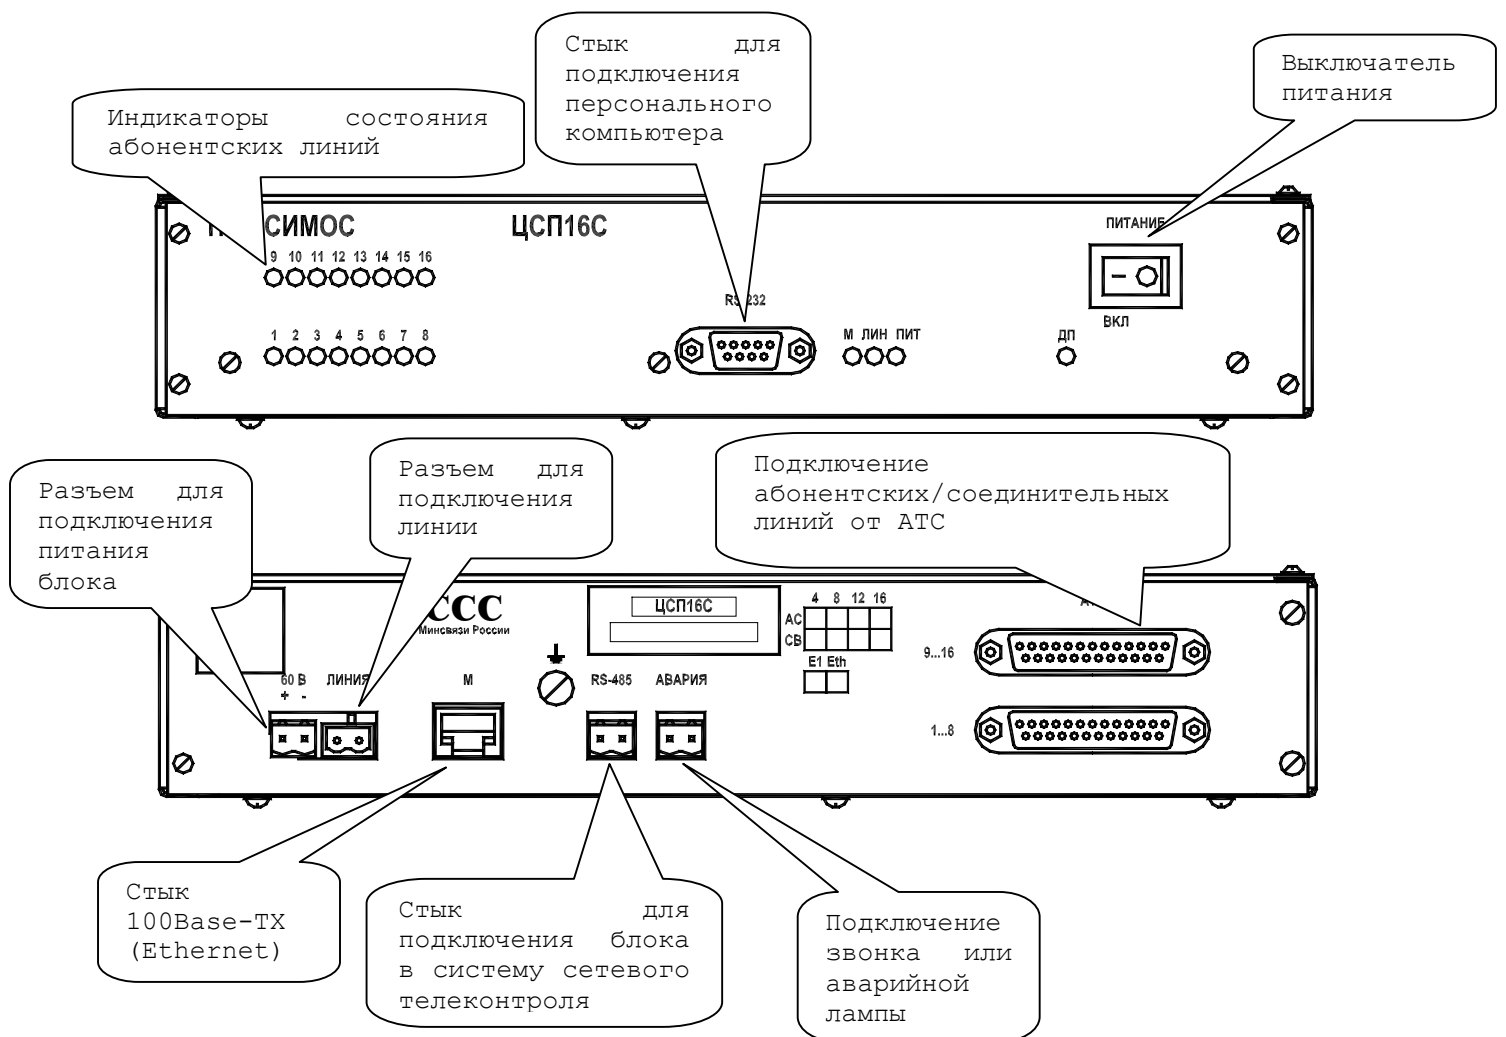 Стык для
подключения
персонального
компьютера
Выключатель
питания
Индикаторы состояния
абонентских линий
СИМОС
ЦСП16С
ПИТАНИЕ
9 10 11 12 13 14 15 16
RS 232
ВКЛ
1 2 3 4 5 6 7 8
М ЛИН ПИТ
ДП
Разъем для
подключения
питания
блока
Разъем для
подключения
линии
Подключение
абонентских/соединительных
линий от АТС
ССС
Минсвязи России
ЦСП16С
4 8 12 16
АС
СВ
E1 Eth
9...16
60 В
+ -
ЛИНИЯ
М
RS-485
АВАРИЯ
1...8
Стык
100Base-TX
(Ethernet)
Стык для
подключения блока
в систему сетевого
телеконтроля
Подключение
звонка или
аварийной
лампы